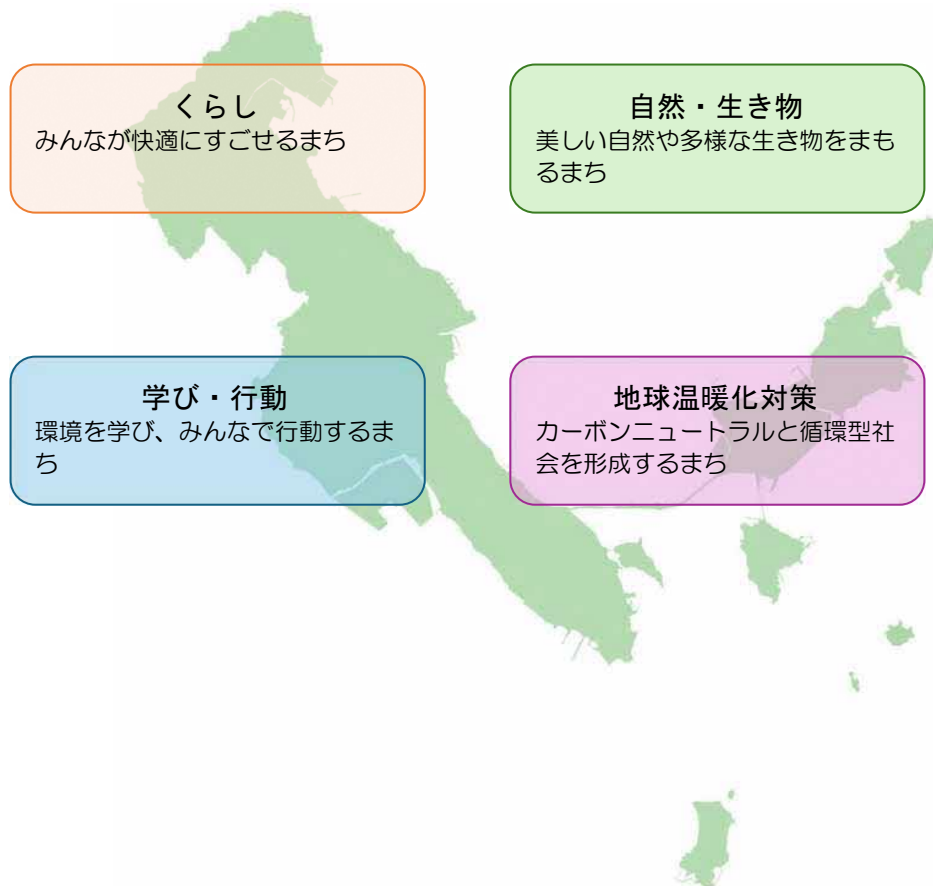 くらし
みんなが快適にすごせるまち
自然・生き物
美しい自然や多様な生き物をまも
るまち
学び・行動
環境を学び、みんなで行動するま
ち
地球温暖化対策
カーボンニュートラルと循環型社
会を形成するまち